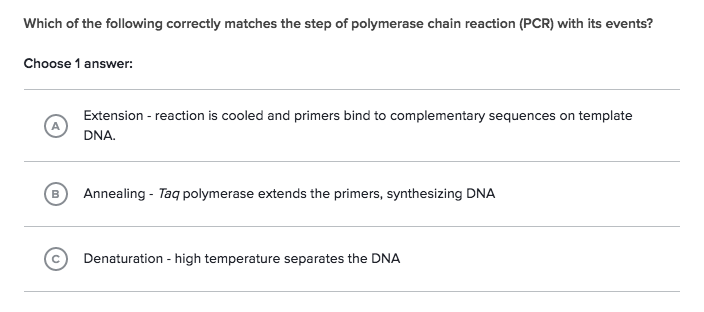 Which of the following correctly matches the step of polymerase chain reaction (PCR) with its events?
Choose 1 answer:
A Extension - reaction is cooled and primers bind to complementary sequences on template
DNA.
B Annealing - Taq polymerase extends the primers, synthesizing DNA
C Denaturation - high temperature separates the DNA